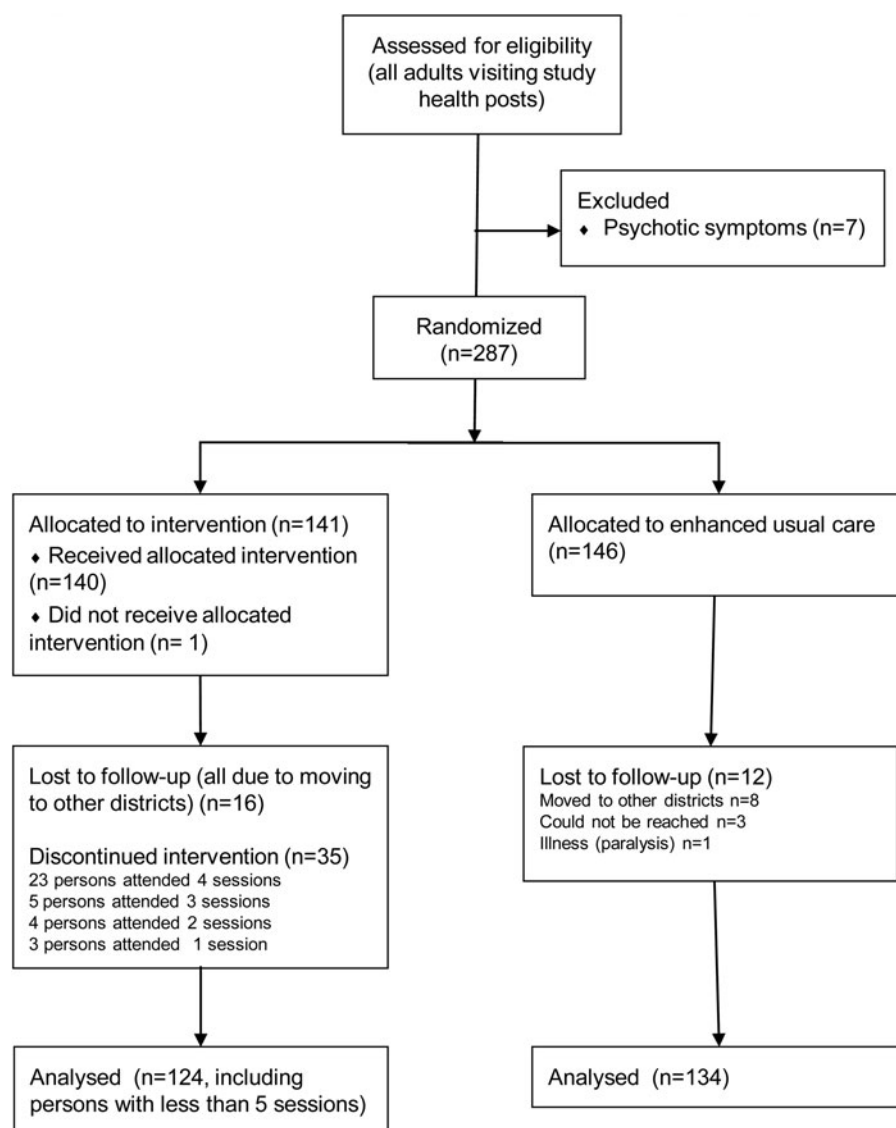 Assessed for eligibility
(all adults visiting study
health posts)
Excluded
♦ Psychotic symptoms (n=7)
Randomized
(n=287)
Allocated to intervention (n=141)
♦ Received allocated intervention
(n=140)
♦ Did not receive allocated
intervention (n= 1)
Allocated to enhanced usual care
(n=146)
Lost to follow-up (all due to moving
to other districts) (n=16)
Discontinued intervention (n=35)
23 persons attended 4 sessions
5 persons attended 3 sessions
4 persons attended 2 sessions
3 persons attended 1 session
Lost to follow-up (n=12)
Moved to other districts n=8
Could not be reached n=3
Illness (paralysis) n=1
Analysed (n=124, including
persons with less than 5 sessions)
Analysed (n=134)